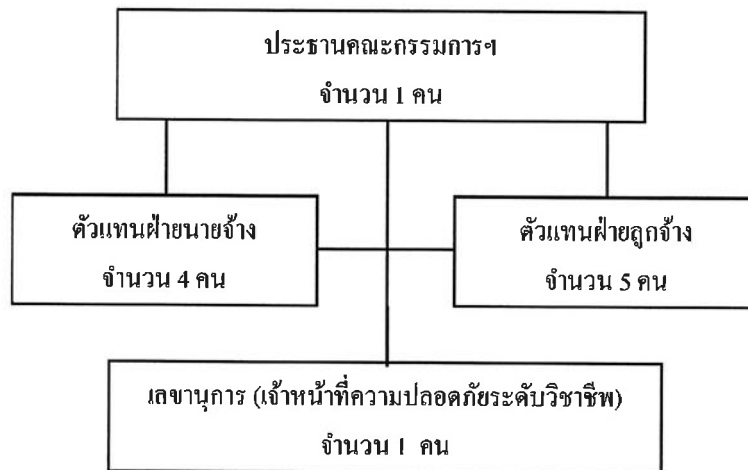 ประธานคณะกรรมการฯ
จำนวน 1 คน
ตัวแทนฝ่ายนายจ้าง
จำนวน 4 คน
ตัวแทนฝ่ายลูกจ้าง
จำนวน 5 คน
เลขานุการ (เจ้าหน้าที่ความปลอดภัยระดับวิชาชีพ)
จำนวน 1 คน